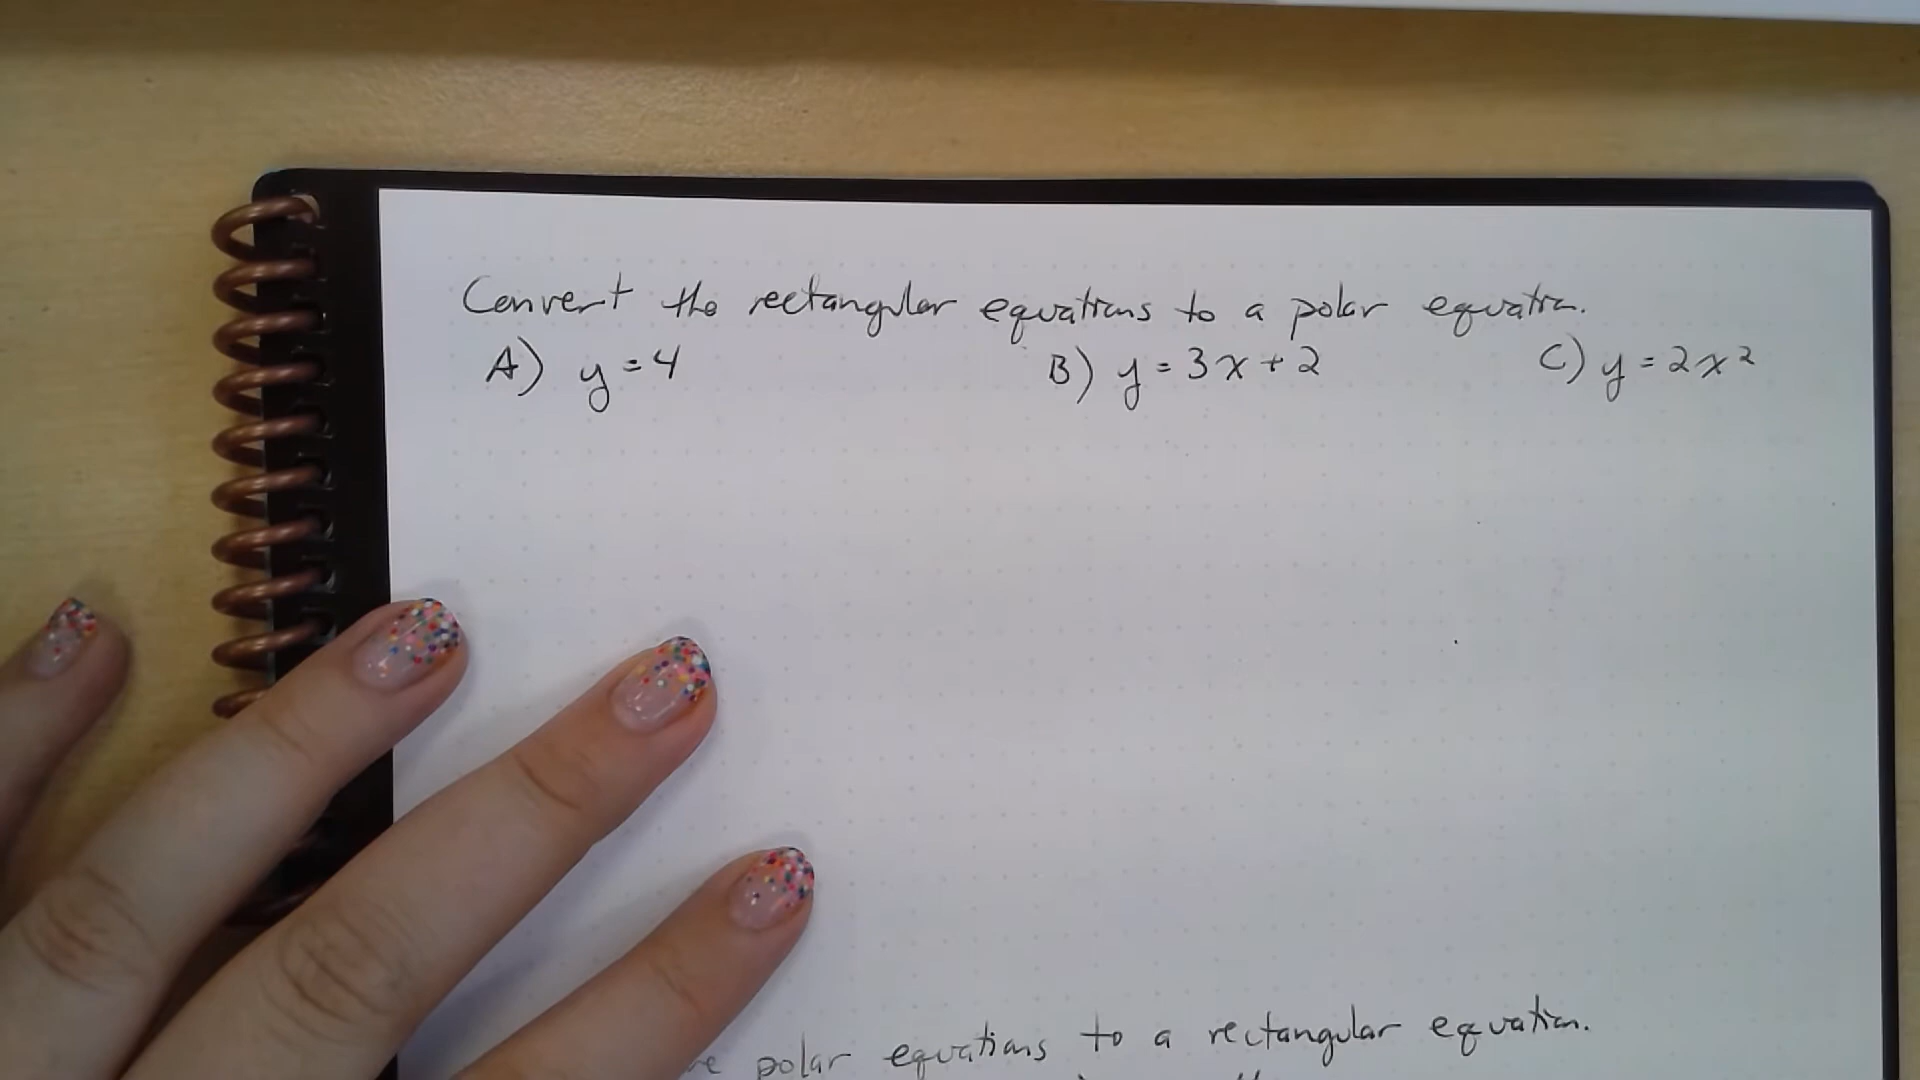 Convert the rectangular equations to a polar equation.
A) y = 4 B) y = 3x + 2 C) y = 2x²
polar equations to a rectangular equation.